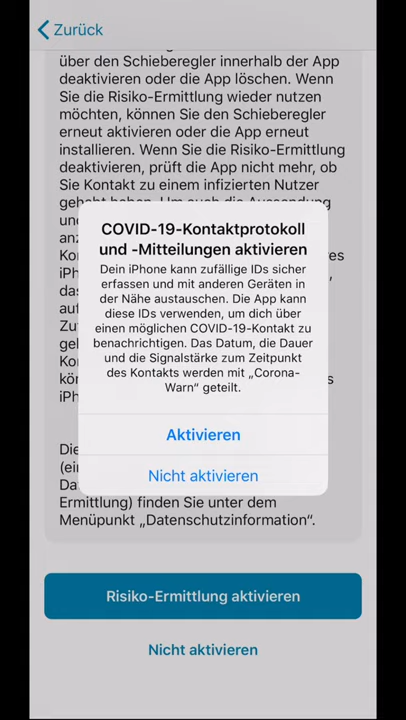 Zurück
über den Schieberegler innerhalb der App
deaktivieren oder die App löschen. Wenn
Sie die Risiko-Ermittlung wieder nutzen
möchten, können Sie den Schieberegler
erneut aktivieren oder die App erneut
installieren. Wenn Sie die Risiko-Ermittlung
deaktivieren, prüft die App nicht mehr, ob
Sie Kontakt zu einem infizierten Nutzer
COVID-19-Kontaktprotokoll
und -Mitteilungen aktivieren
Dein iPhone kann zufällige IDs sicher
erfassen und mit anderen Geräten in
der Nähe austauschen. Die App kann
diese IDs verwenden, um dich über
einen möglichen COVID-19-Kontakt zu
benachrichtigen. Das Datum, die Dauer
und die Signalstärke zum Zeitpunkt
des Kontakts werden mit „Corona-
Warn“ geteilt.
Aktivieren
Nicht aktivieren
Ermittlung) finden Sie unter dem
Menüpunkt „Datenschutzinformation“.
Risiko-Ermittlung aktivieren
Nicht aktivieren